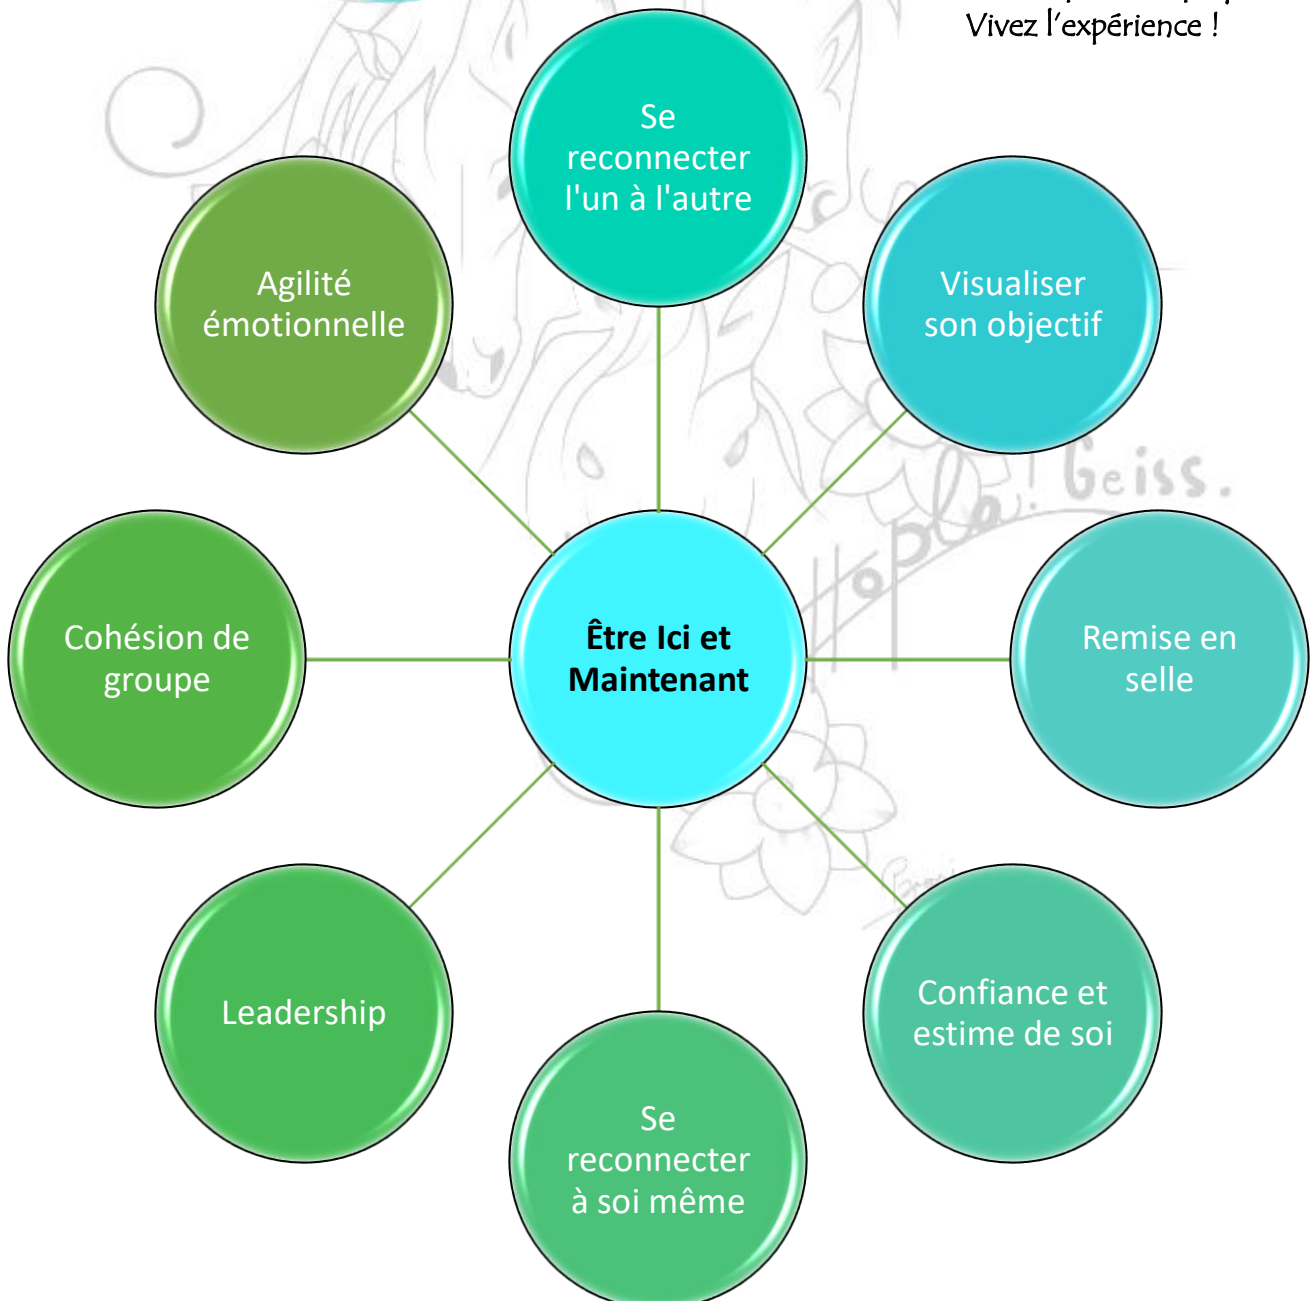 Vivez l'expérience !
Se
reconnecter
l'un à l'autre
Agilité
émotionnelle
Visualiser
son objectif
Hopla! Geiss.
Cohésion de
groupe
Être Ici et
Maintenant
Remise en
selle
Leadership
Confiance et
estime de soi
Se
reconnecter
à soi même